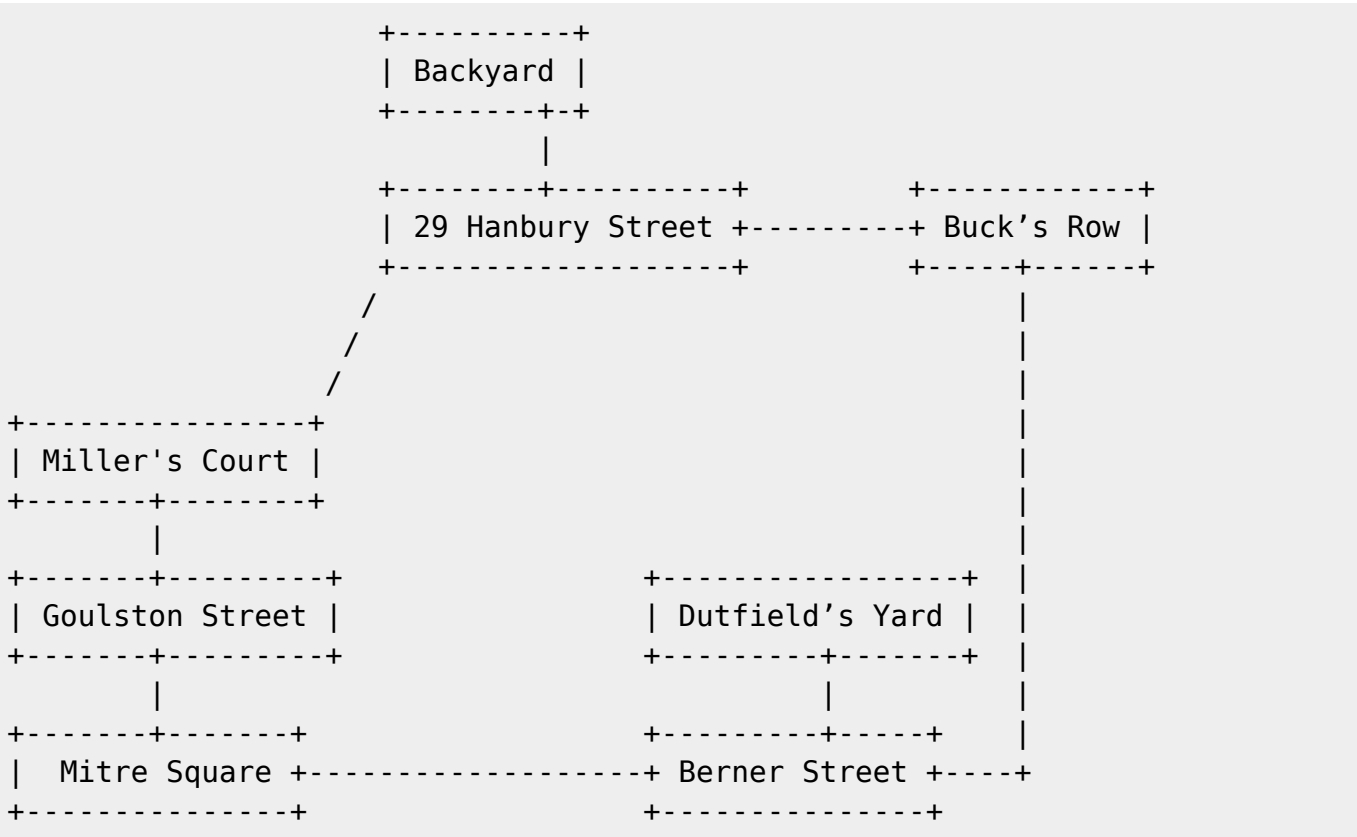 Backyard
29 Hanbury Street
Buck’s Row
Miller's Court
Goulston Street
Dutfield’s Yard
Mitre Square
Berner Street